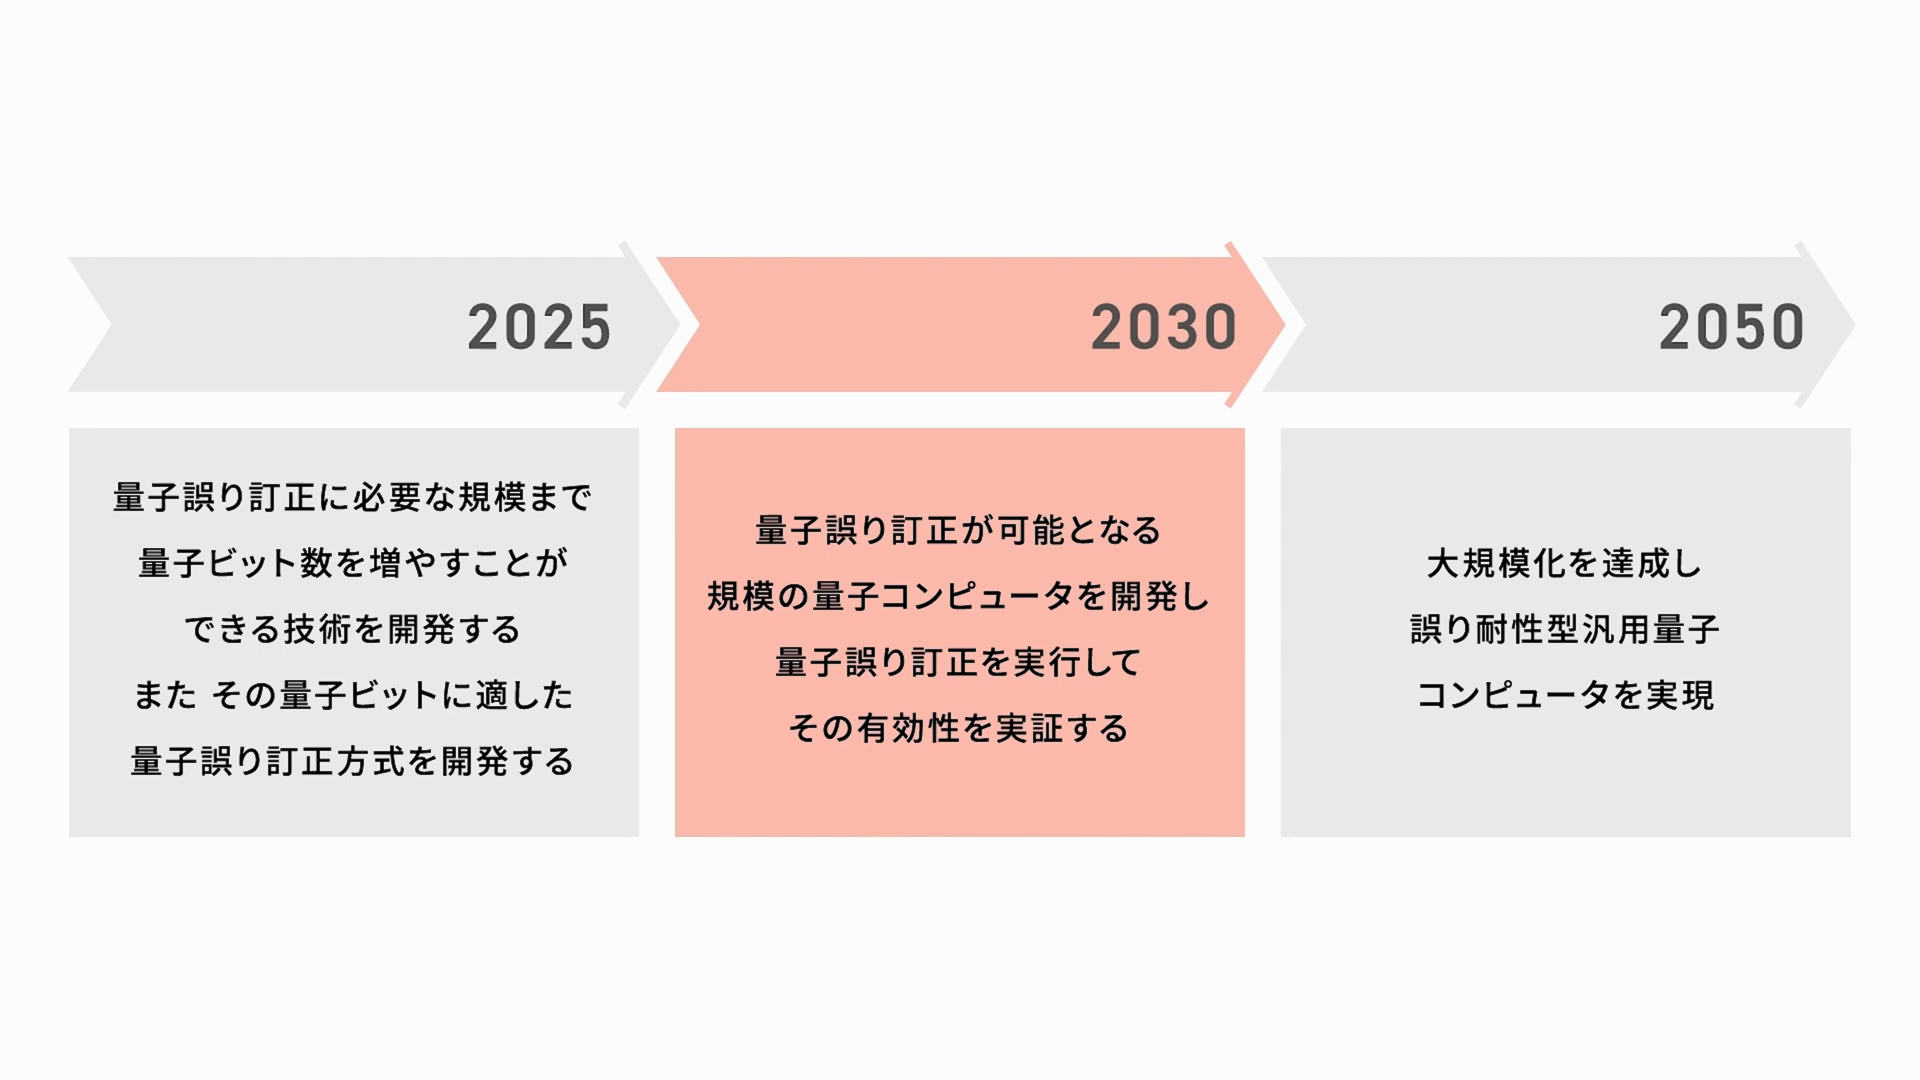 2025
2030
2050
量子誤り訂正に必要な規模まで
量子ビット数を増やすことが
できる技術を開発する
また その量子ビットに適した
量子誤り訂正方式を開発する
量子誤り訂正が可能となる
規模の量子コンピュータを開発し
量子誤り訂正を実行して
その有効性を実証する
大規模化を達成し
誤り耐性型汎用量子
コンピュータを実現